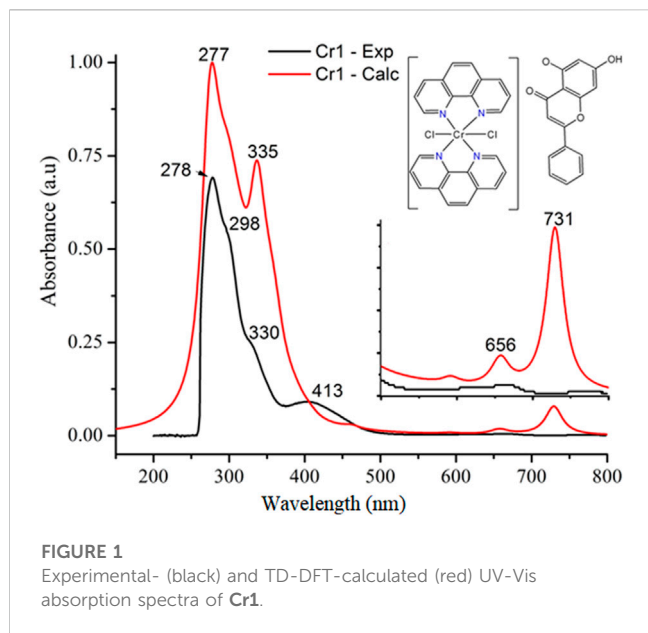 Cr1 - Exp
Cr1 - Calc
277
278
298
335
330
413
656
731
N
N
Cl
Cr
Cl
N
N
O
OH
O
O
Absorbance (a.u)
1.00
0.75
0.50
0.25
0.00
200
300
400
500
600
700
800
Wavelength (nm)
FIGURE 1
Experimental- (black) and TD-DFT-calculated (red) UV-Vis
absorption spectra of Cr1.